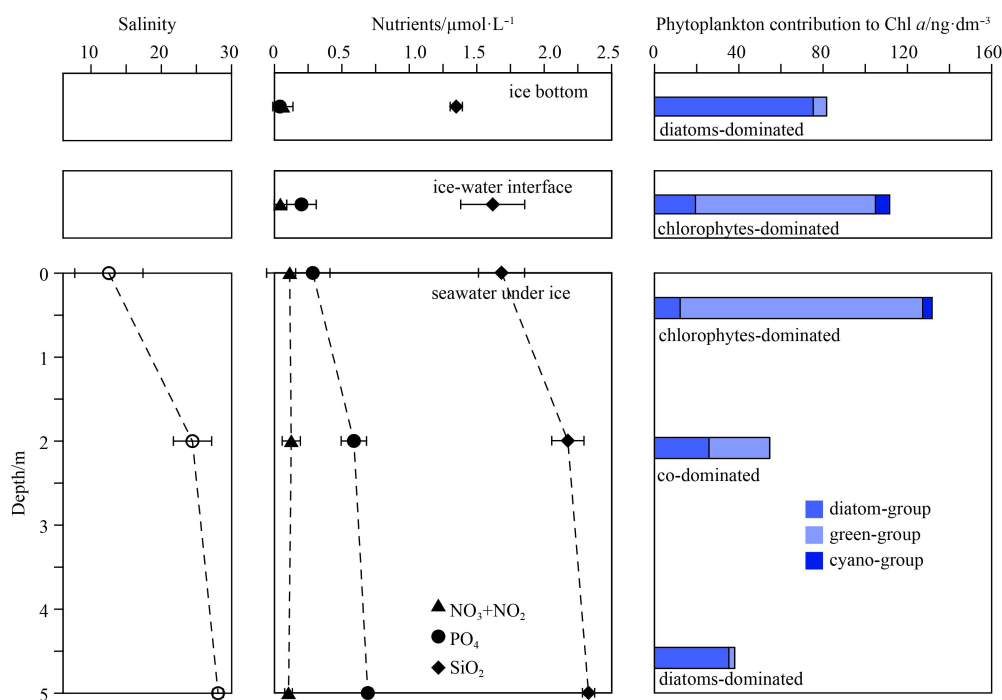 Salinity
10 20 30
Nutrients/μmol·L⁻¹
0 0.5 1.0 1.5 2.0 2.5
Phytoplankton contribution to Chl a/ng·dm⁻³
0 40 80 120 160
ice bottom
diatoms-dominated
ice-water interface
chlorophytes-dominated
seawater under ice
chlorophytes-dominated
co-dominated
diatoms-dominated
Depth/m
0
1
2
3
4
5
NO₃+NO₂
PO₄
SiO₂
diatom-group
green-group
cyano-group